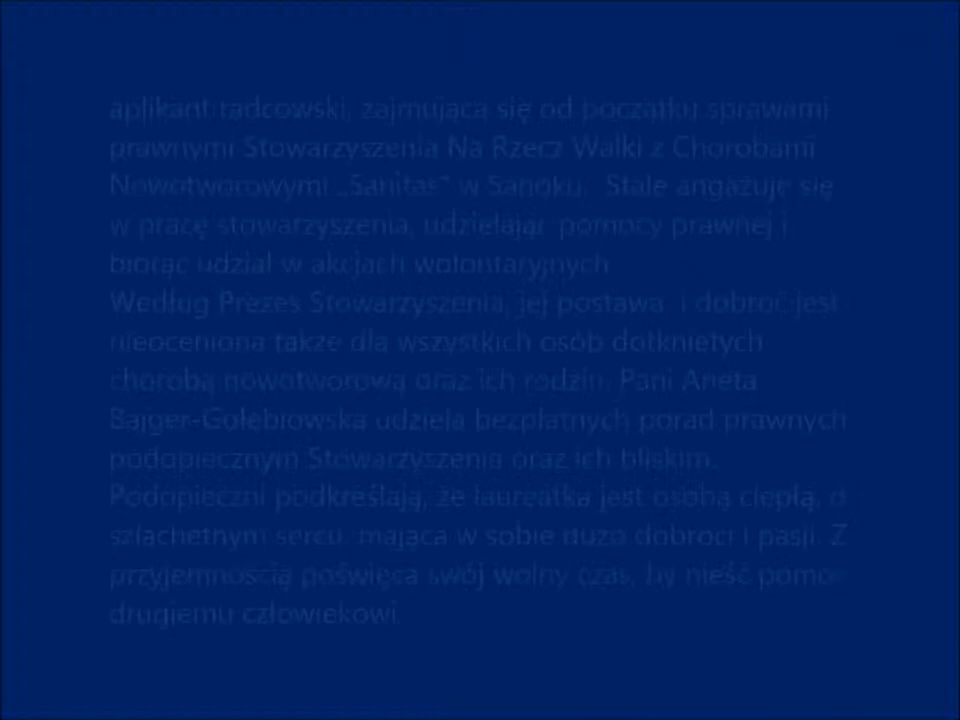 aplikant radcowski, zajmująca się od początku sprawami
prawnymi Stowarzyszenia Na Rzecz Walki z Chorobami
Nowotworowymi „Sanitas" w Sanoku. Stale angażuje się
w pracę stowarzyszenia, udzielając pomocy prawnej i
biorąc udział w akcjach wolontaryjnych
Według Prezes Stowarzyszenia, jej postawa i dobroć jest
nieoceniona także dla wszystkich osób dotkniętych
chorobą nowotworową oraz ich rodzin. Pani Aneta
Bajger-Gołębiowska udziela bezpłatnych porad prawnych
podopiecznym Stowarzyszenia oraz ich bliskim.
Podopieczni podkreślają, że laureatka jest osobą ciepłą, o
szlachetnym sercu, mająca w sobie dużo dobroci i pasji. Z
przyjemnością poświęca swój wolny czas, by nieść pomoc
drugiemu człowiekowi.